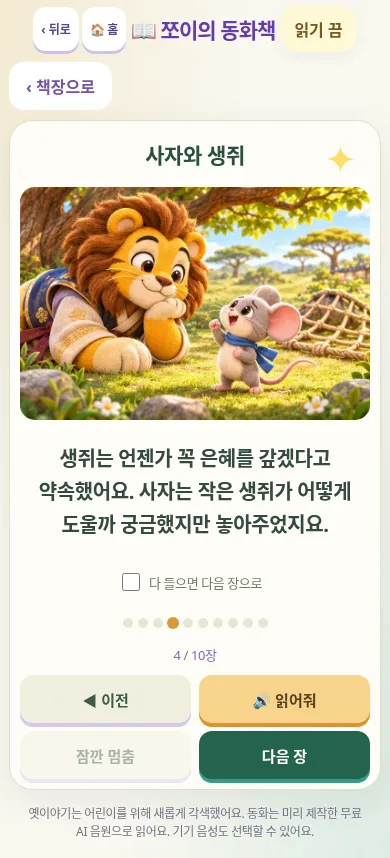 ‹ 뒤로
🏠 홈
📖 쪼이의 동화책
읽기 끔
‹ 책장으로
사자와 생쥐
생쥐는 언젠가 꼭 은혜를 갚겠다고
약속했어요. 사자는 작은 생쥐가 어떻게
도울까 궁금했지만 놓아주었지요.
다 들으면 다음 장으로
4 / 10장
◀ 이전
🔊 읽어줘
잠깐 멈춤
다음 장
옛이야기는 어린이를 위해 새롭게 각색했어요. 동화는 미리 제작한 무료
AI 음원으로 읽어요. 기기 음성도 선택할 수 있어요.